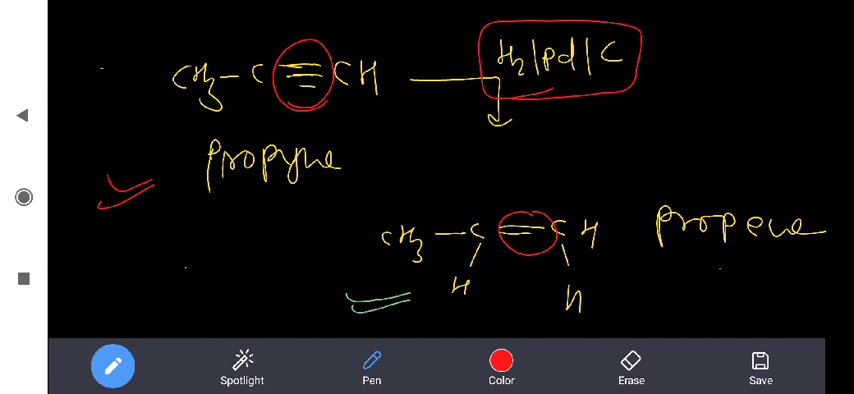 CH3 – C ≡ CH
H2/Pd/C
Propyne
CH3 – C = CH
H H
Propene
Spotlight
Pen
Color
Erase
Save